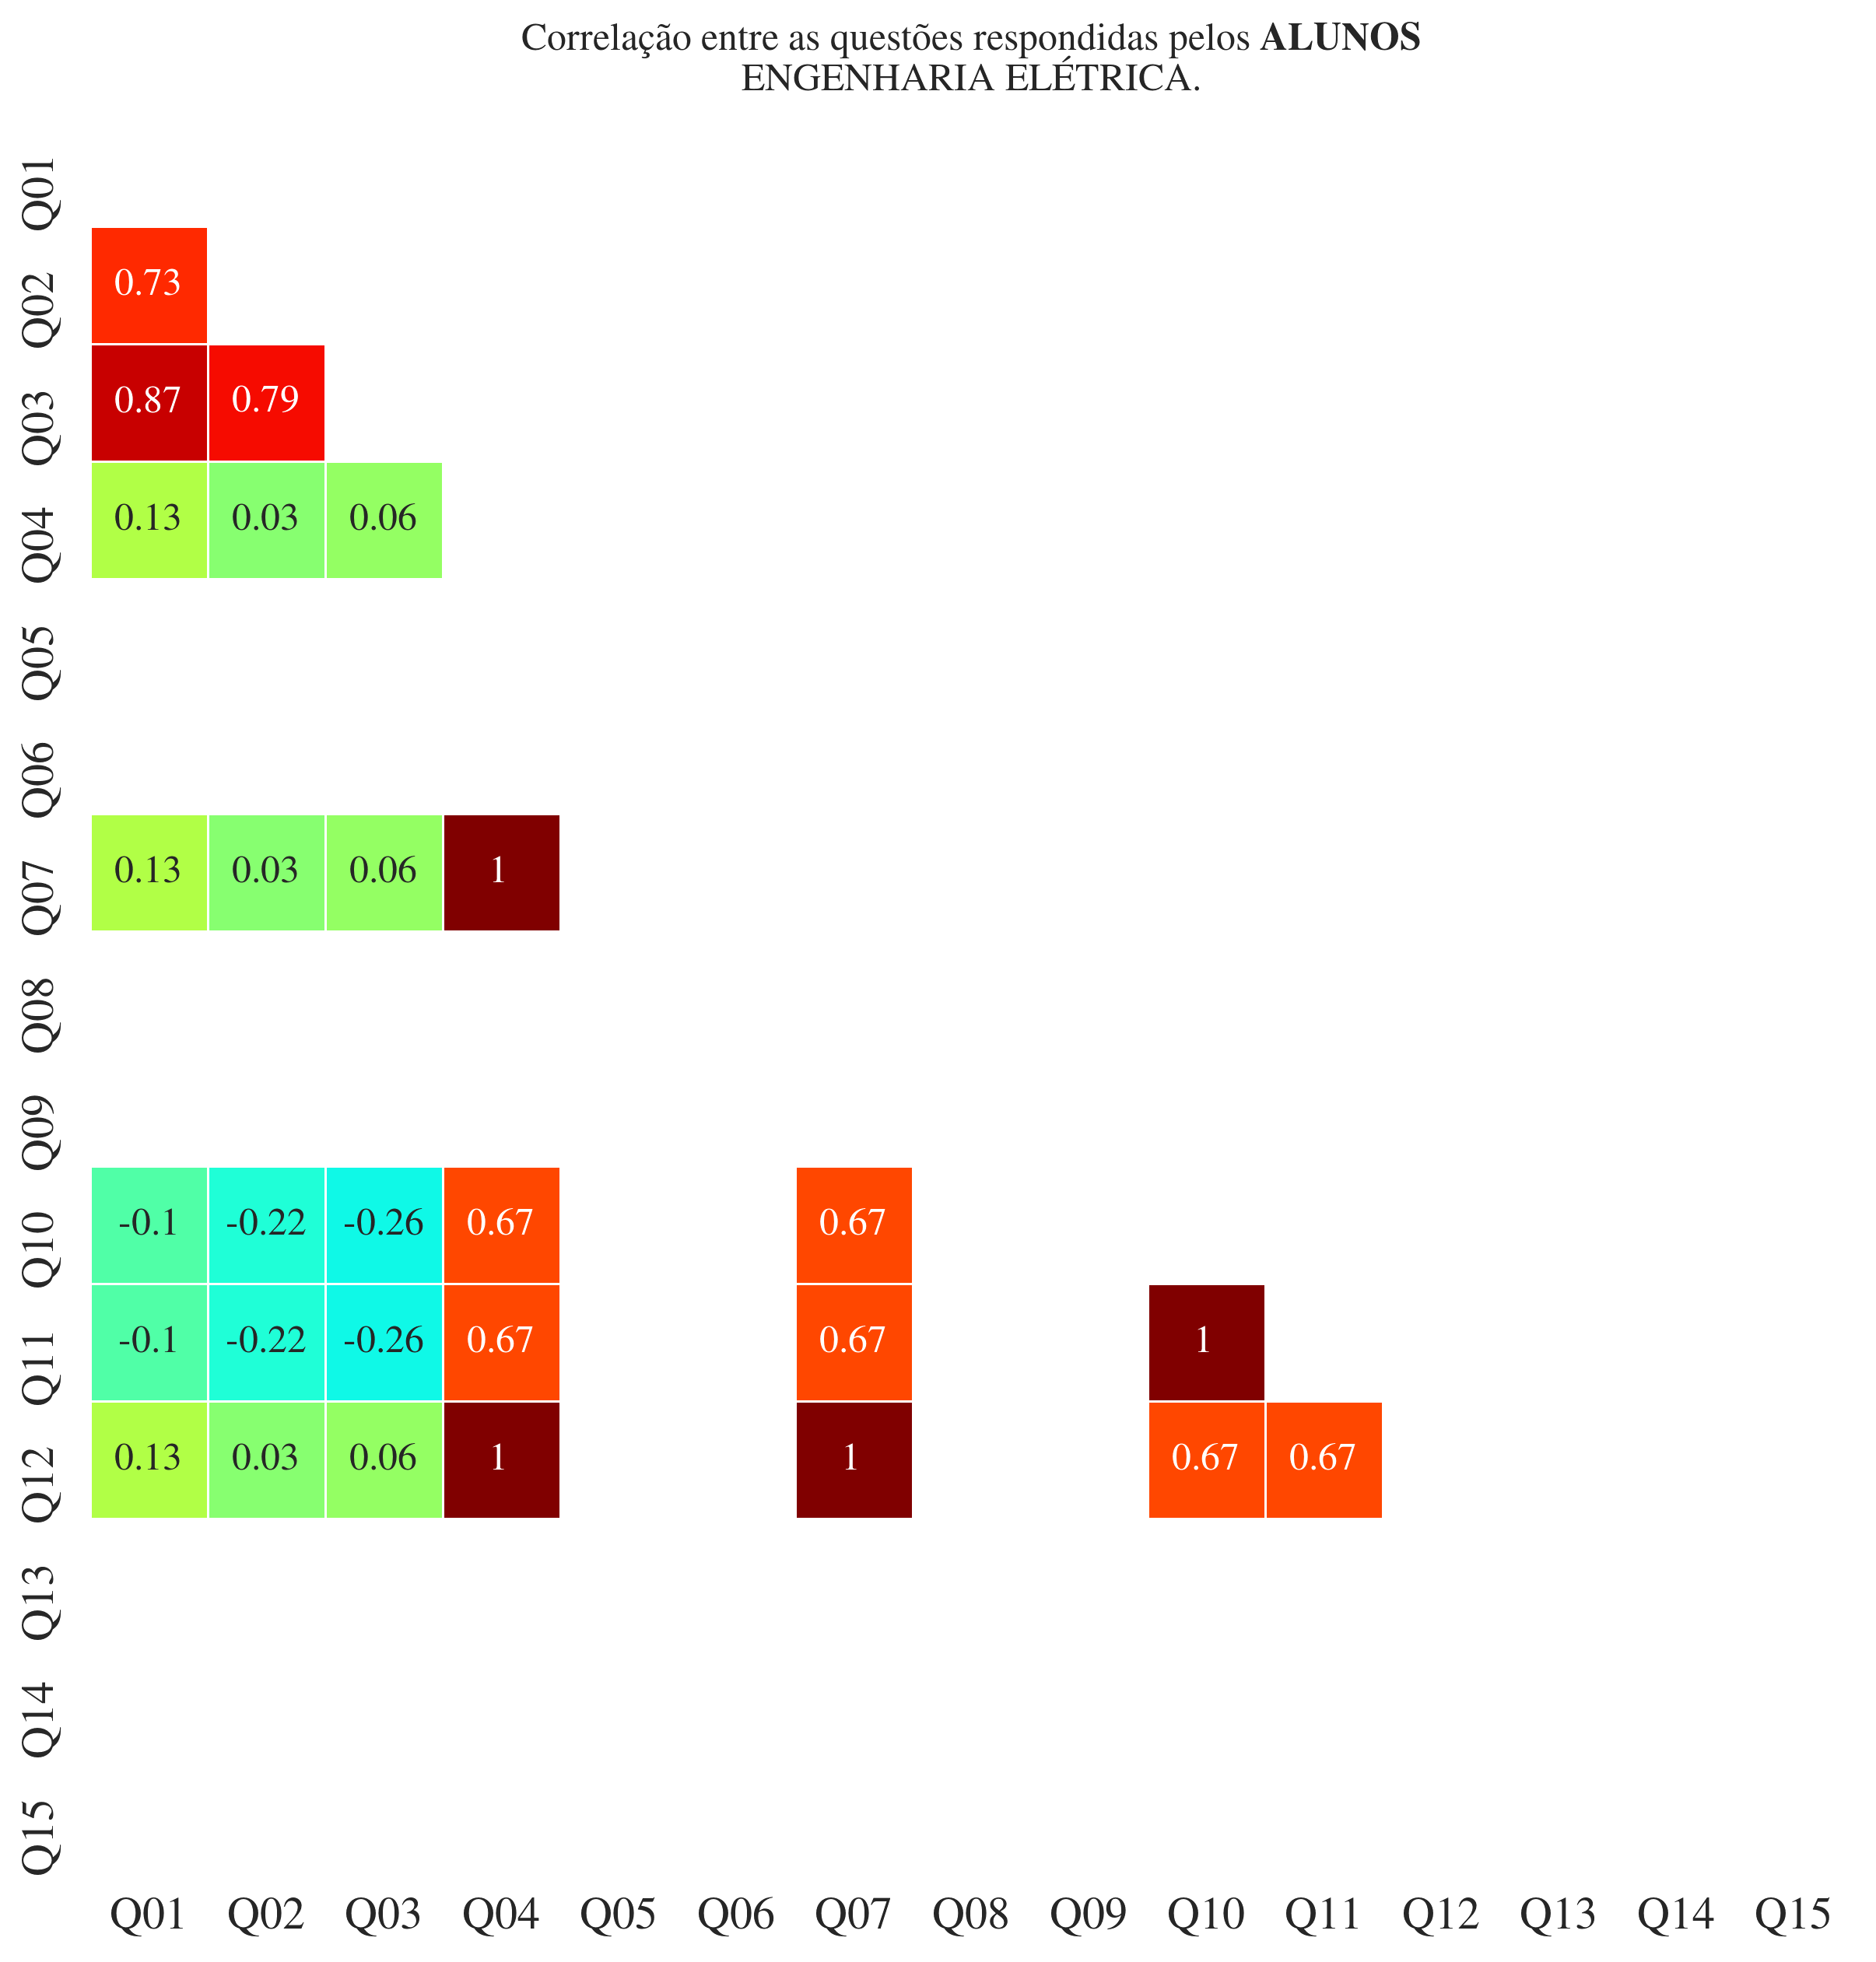 Correlação entre as questões respondidas pelos ALUNOS
ENGENHARIA ELÉTRICA.
Q01
Q02
0.73
Q03
0.87 0.79
Q04
0.13 0.03 0.06
Q05
Q06
Q07
0.13 0.03 0.06 1
Q08
Q09
Q10
-0.1 -0.22 -0.26 0.67 0.67
Q11
-0.1 -0.22 -0.26 0.67 0.67 1
Q12
0.13 0.03 0.06 1 1 0.67 0.67
Q13
Q14
Q15
Q01 Q02 Q03 Q04 Q05 Q06 Q07 Q08 Q09 Q10 Q11 Q12 Q13 Q14 Q15